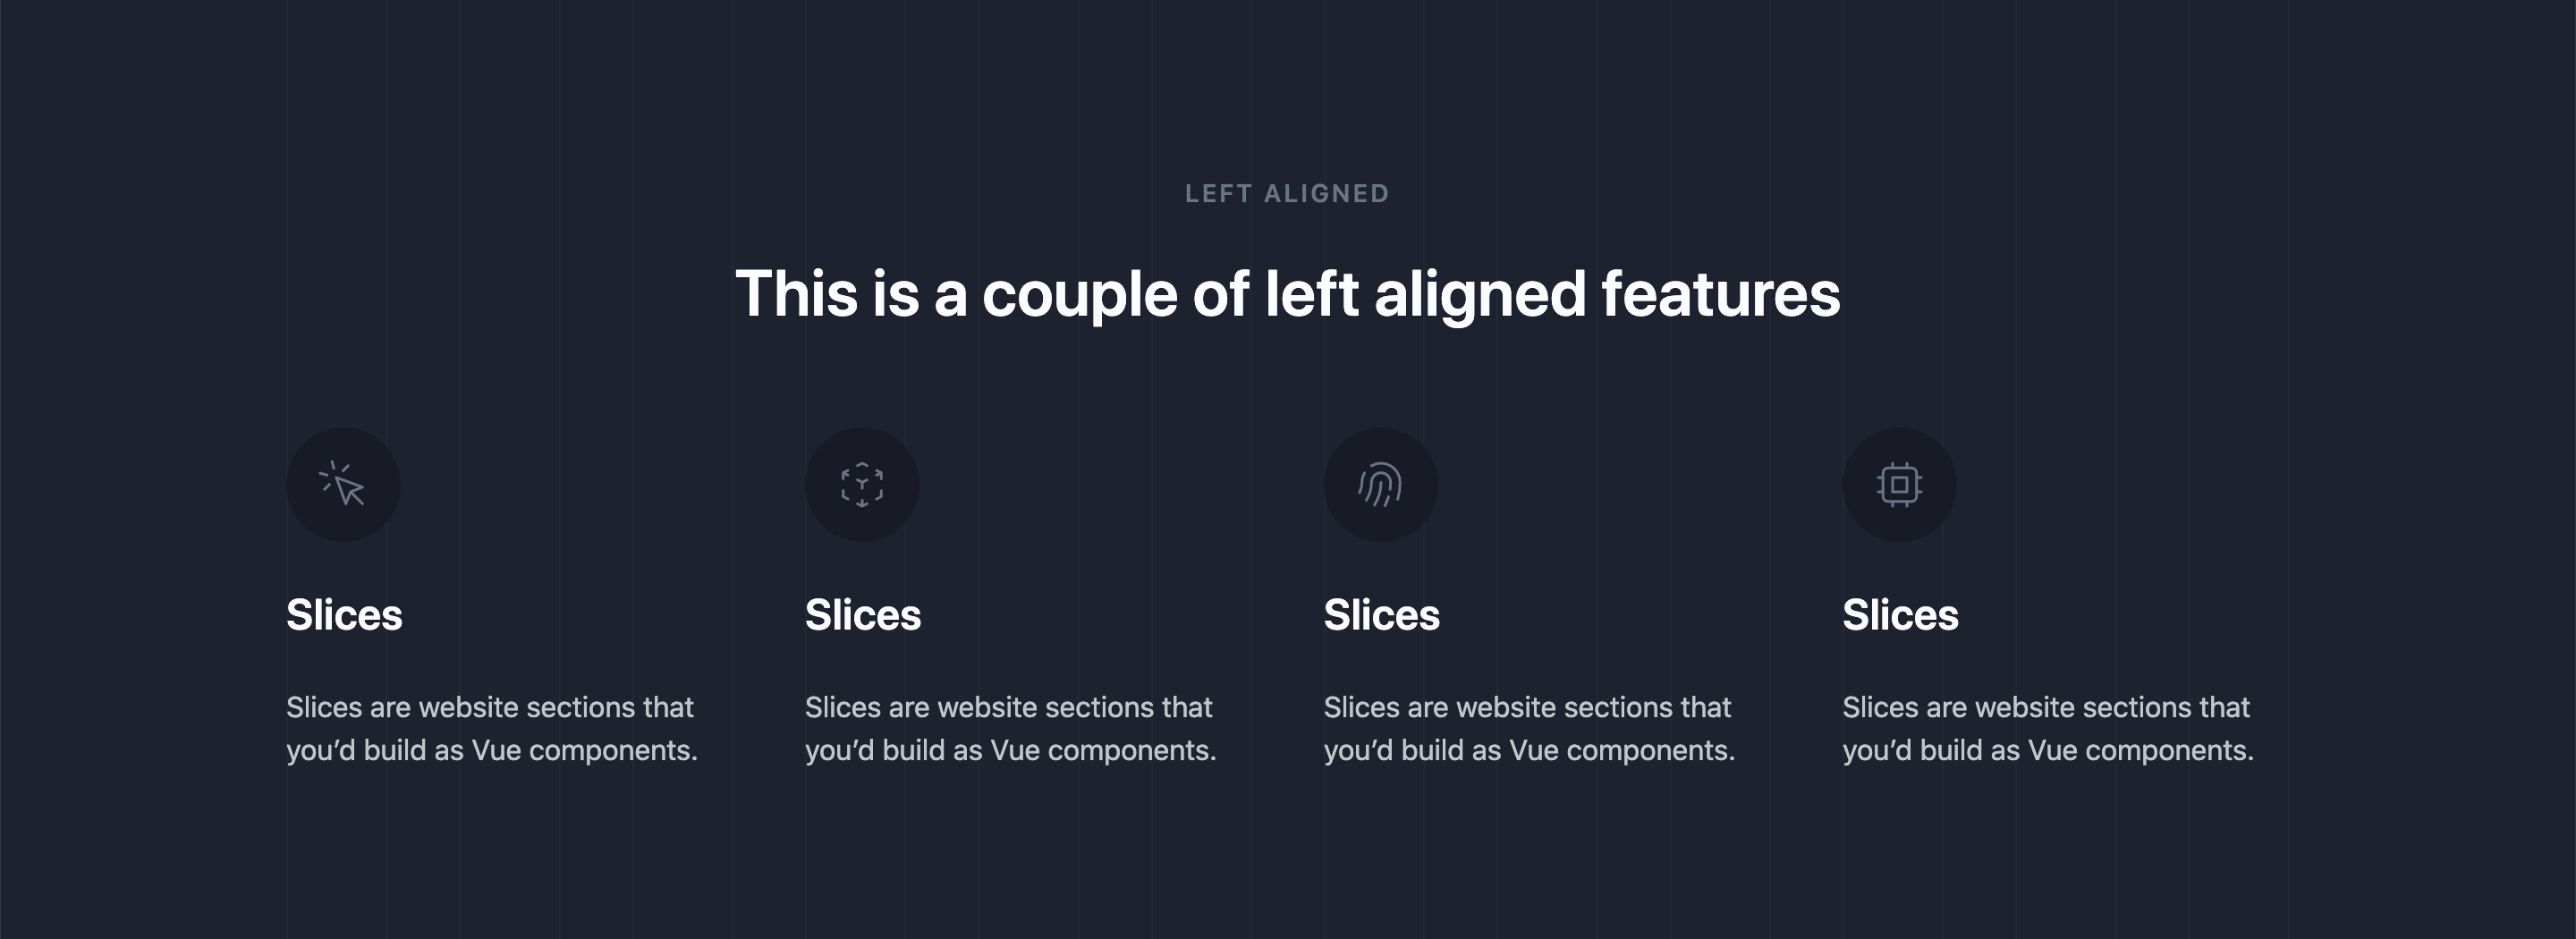 LEFT ALIGNED
This is a couple of left aligned features
Slices
Slices are website sections that
you’d build as Vue components.
Slices
Slices are website sections that
you’d build as Vue components.
Slices
Slices are website sections that
you’d build as Vue components.
Slices
Slices are website sections that
you’d build as Vue components.